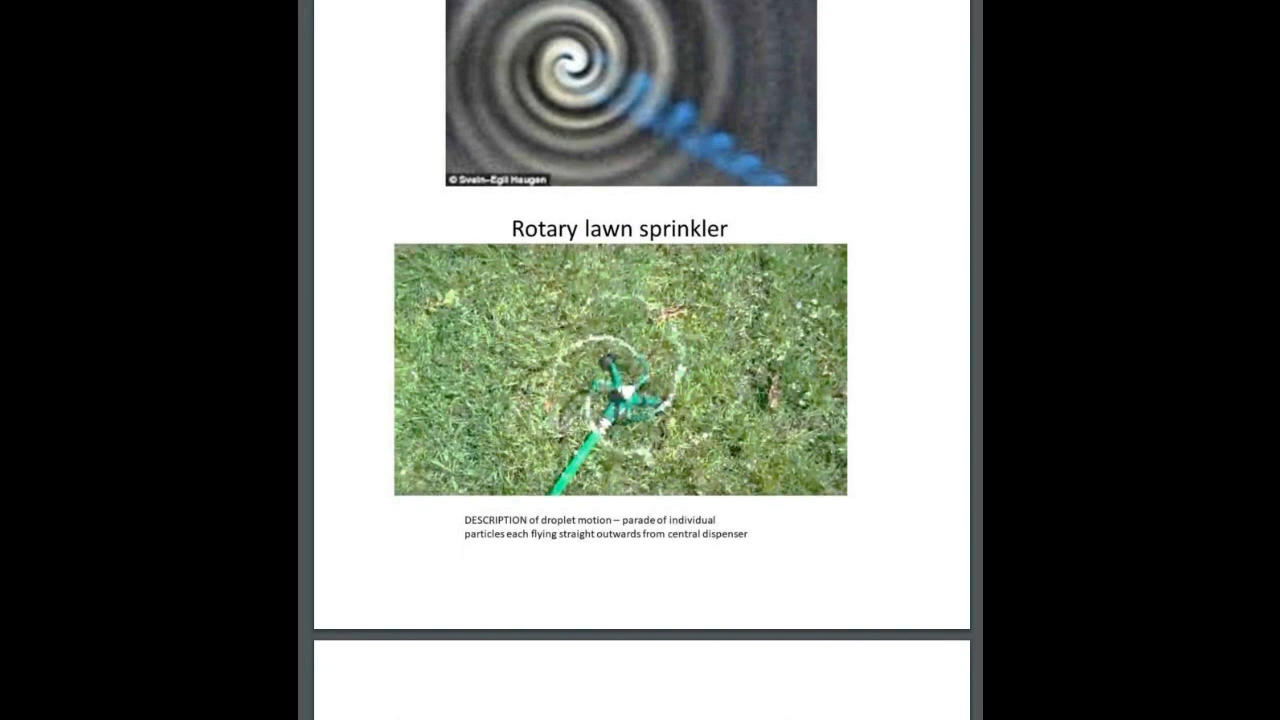 © Svein-Egil Haugen
Rotary lawn sprinkler
DESCRIPTION of droplet motion – parade of individual
particles each flying straight outwards from central dispenser